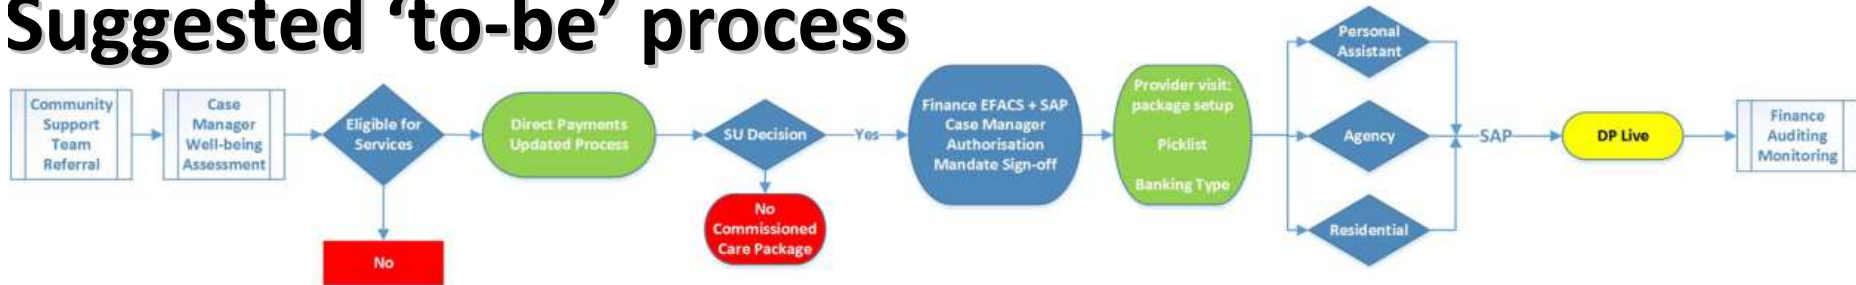 Suggested ‘to-be’ process
Community
Support
Team
Referral
Case
Manager
Well-being
Assessment
Eligible for
Services
No
Direct Payments
Updated Process
SU Decision
No
Commissioned
Care Package
Yes
Finance EFACS + SAP
Case Manager
Authorisation
Mandate Sign-off
Provider visit:
package setup
Picklist
Banking Type
Personal
Assistant
Agency
Residential
SAP
DP Live
Finance
Auditing
Monitoring